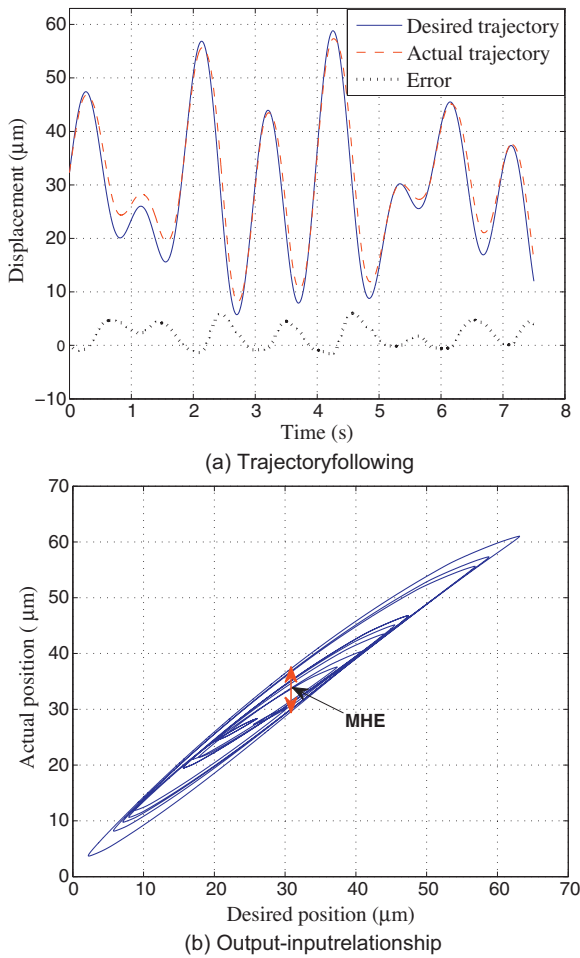 60
50
40
30
20
10
0
−10
Displacement (μm)
Desired trajectory
Actual trajectory
Error
0 1 2 3 4 5 6 7 8
Time (s)
(a) Trajectoryfollowing
70
60
50
40
30
20
10
0
Actual position ( μm)
MHE
0 10 20 30 40 50 60 70
Desired position (μm)
(b) Output-inputrelationship